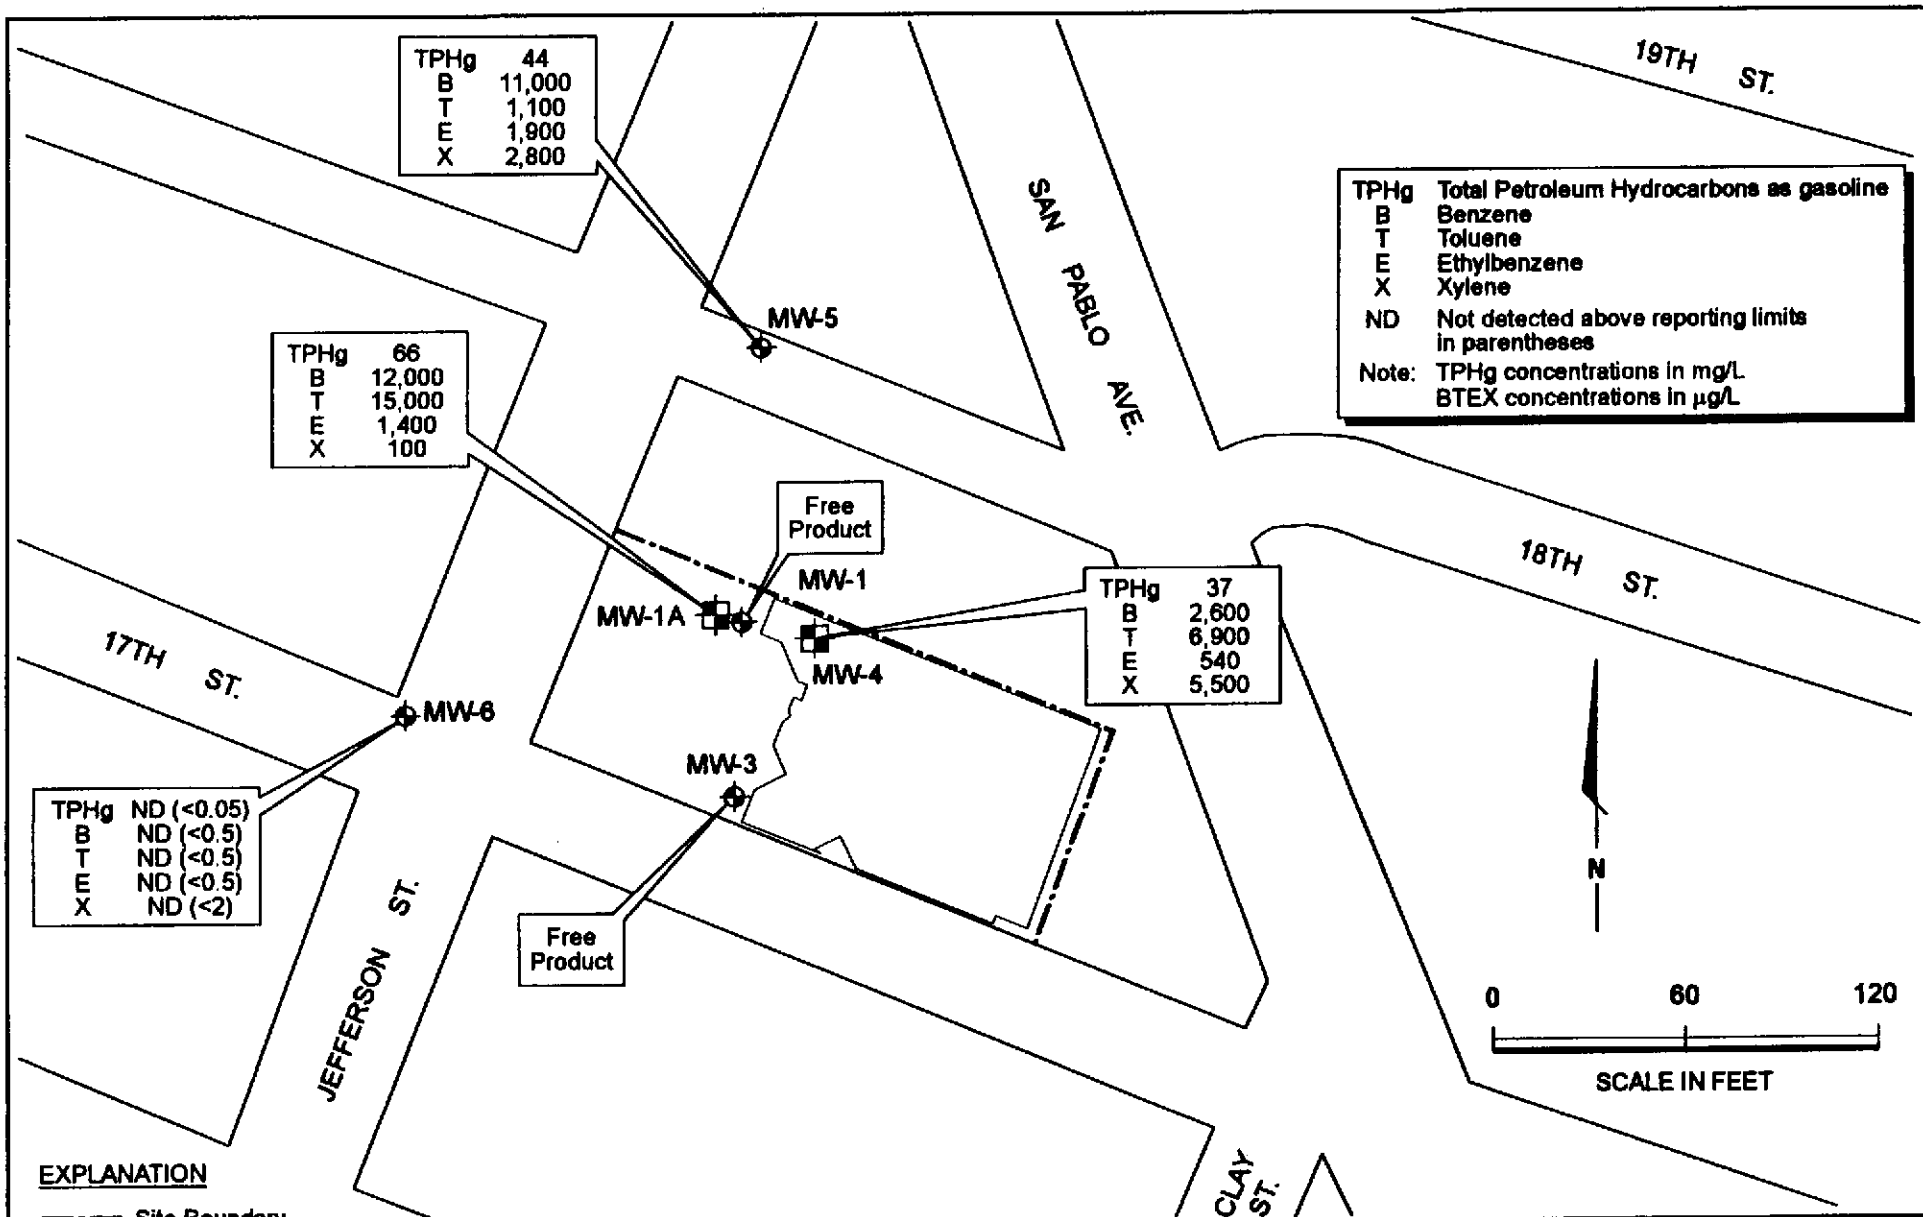 TPHg 44
B 11,000
T 1,100
E 1,900
X 2,800
19TH ST.
TPHg Total Petroleum Hydrocarbons as gasoline
B Benzene
T Toluene
E Ethylbenzene
X Xylene
ND Not detected above reporting limits
in parentheses
Note: TPHg concentrations in mg/L
BTEX concentrations in µg/L
SAN PABLO AVE.
MW-5
TPHg 66
B 12,000
T 15,000
E 1,400
X 100
Free
Product
MW-1
MW-1A
MW-4
TPHg 37
B 2,600
T 6,900
E 540
X 5,500
18TH ST.
17TH ST.
MW-6
MW-3
TPHg ND (<0.05)
B ND (<0.5)
T ND (<0.5)
E ND (<0.5)
X ND (<2)
Free
Product
JEFFERSON ST.
N
0 60 120
SCALE IN FEET
CLAY ST.
EXPLANATION
Site Boundary